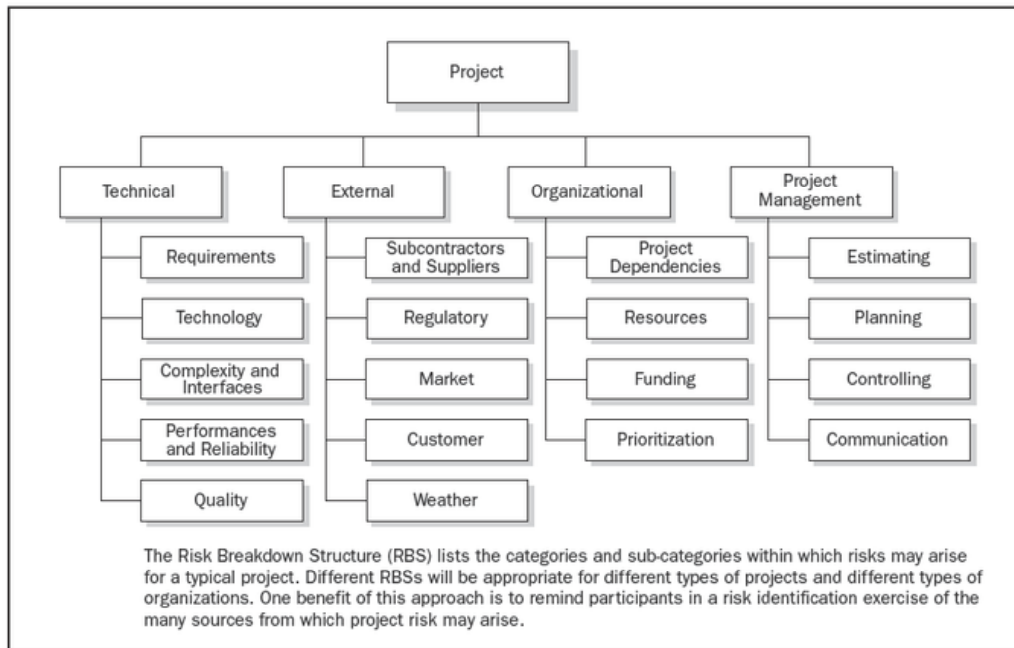 Project
Technical
External
Organizational
Project
Management
Requirements
Technology
Complexity and
Interfaces
Performances
and Reliability
Quality
Subcontractors
and Suppliers
Regulatory
Market
Customer
Weather
Project
Dependencies
Resources
Funding
Prioritization
Estimating
Planning
Controlling
Communication
The Risk Breakdown Structure (RBS) lists the categories and sub-categories within which risks may arise
for a typical project. Different RBSs will be appropriate for different types of projects and different types of
organizations. One benefit of this approach is to remind participants in a risk identification exercise of the
many sources from which project risk may arise.